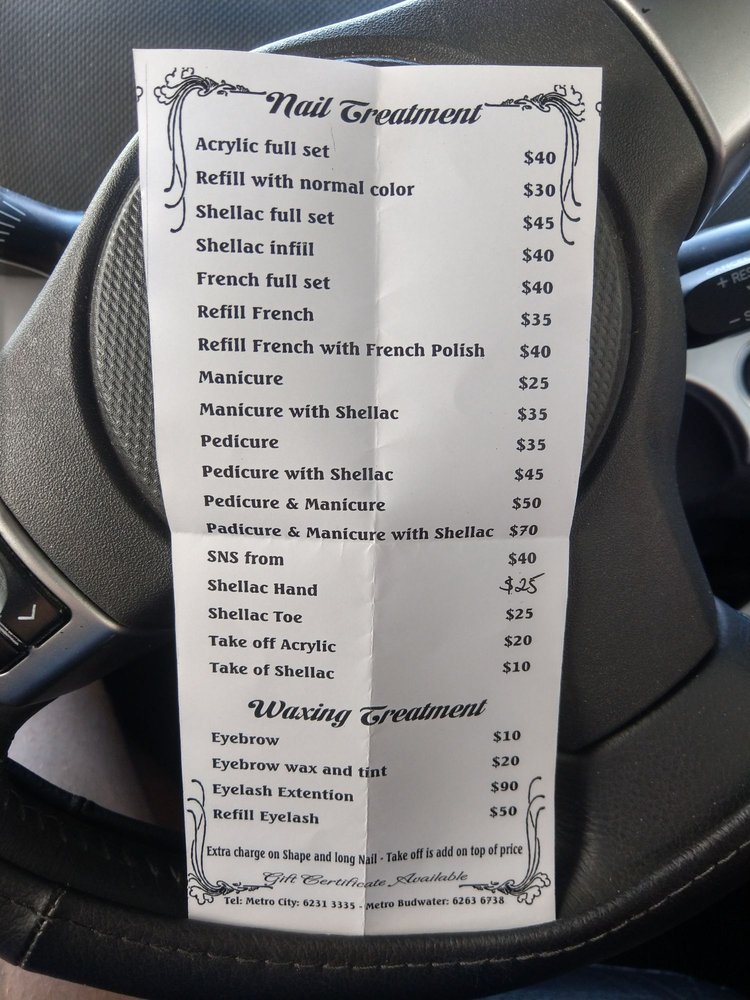 Nail Treatment
Acrylic full set $40
Refill with normal color $30
Shellac full set $45
Shellac infill $40
French full set $40
Refill French $35
Refill French with French Polish $40
Manicure $25
Manicure with Shellac $35
Pedicure $35
Pedicure with Shellac $45
Pedicure & Manicure $50
Padicure & Manicure with Shellac $70
SNS from $40
Shellac Hand $25
Shellac Toe $25
Take off Acrylic $20
Take of Shellac $10
Waxing Treatment
Eyebrow $10
Eyebrow wax and tint $20
Eyelash Extention $90
Refill Eyelash $50
Extra charge on Shape and long Nail - Take off is add on top of price
Gift Certificate Available
Tel: Metro City: 6231 3335 - Metro Budwater: 6263 6738
+ RES